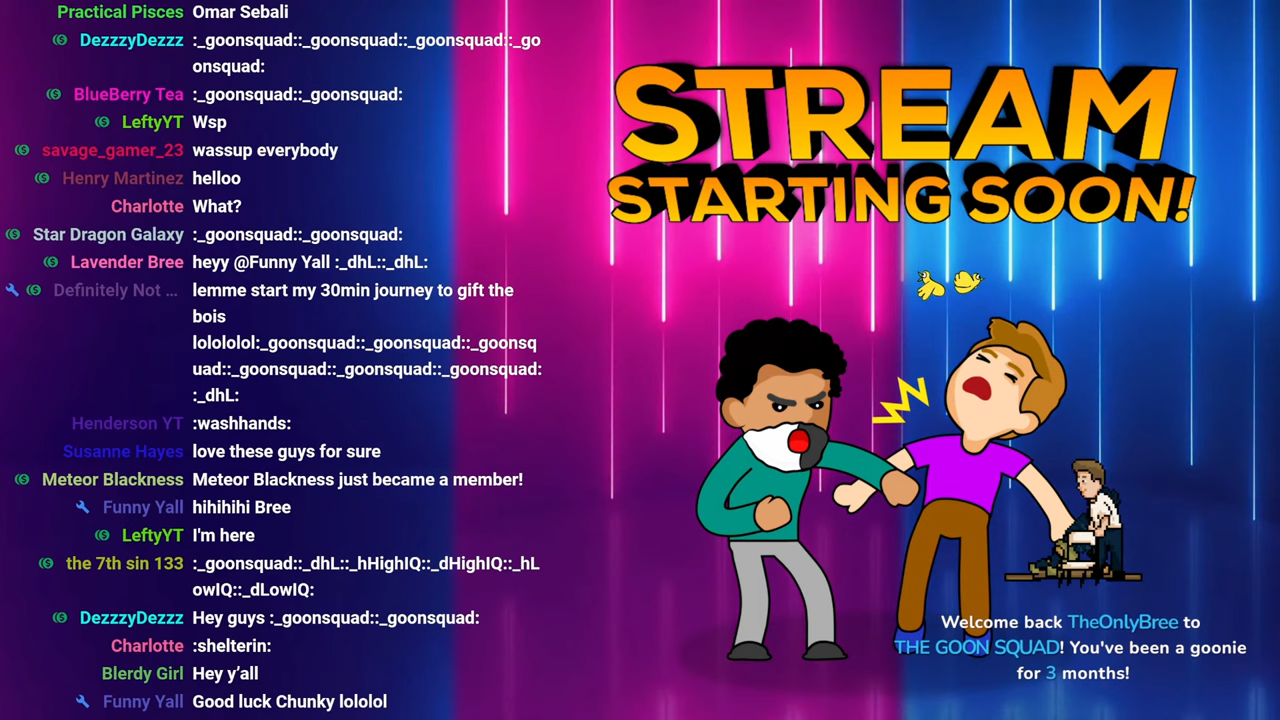 Practical Pisces Omar Sebali
DezzzyDezzz :_goonsquad::_goonsquad::_goonsquad::_go
onsquad:
BlueBerry Tea :_goonsquad::_goonsquad:
LeftyYT Wsp
savage_gamer_23 wassup everybody
Henry Martinez helloo
Charlotte What?
Star Dragon Galaxy :_goonsquad::_goonsquad:
Lavender Bree heyy @Funny Yall :_dhL::_dhL:
Definitely Not ... lemme start my 30min journey to gift the
bois
lolololol:_goonsquad::_goonsquad::_goonsq
uad::_goonsquad::_goonsquad::_goonsquad:
:_dhL:
Henderson YT :washhands:
Susanne Hayes love these guys for sure
Meteor Blackness Meteor Blackness just became a member!
Funny Yall hihihihi Bree
LeftyYT I'm here
the 7th sin 133 :_goonsquad::_dhL::_hHighIQ::_dHighIQ::_hL
owIQ::_dLowIQ:
DezzzyDezzz Hey guys :_goonsquad::_goonsquad:
Charlotte :shelterin:
Blerdy Girl Hey y'all
Funny Yall Good luck Chunky lololol
STREAM
STARTING SOON!
Welcome back TheOnlyBree to
THE GOON SQUAD! You've been a goonie
for 3 months!